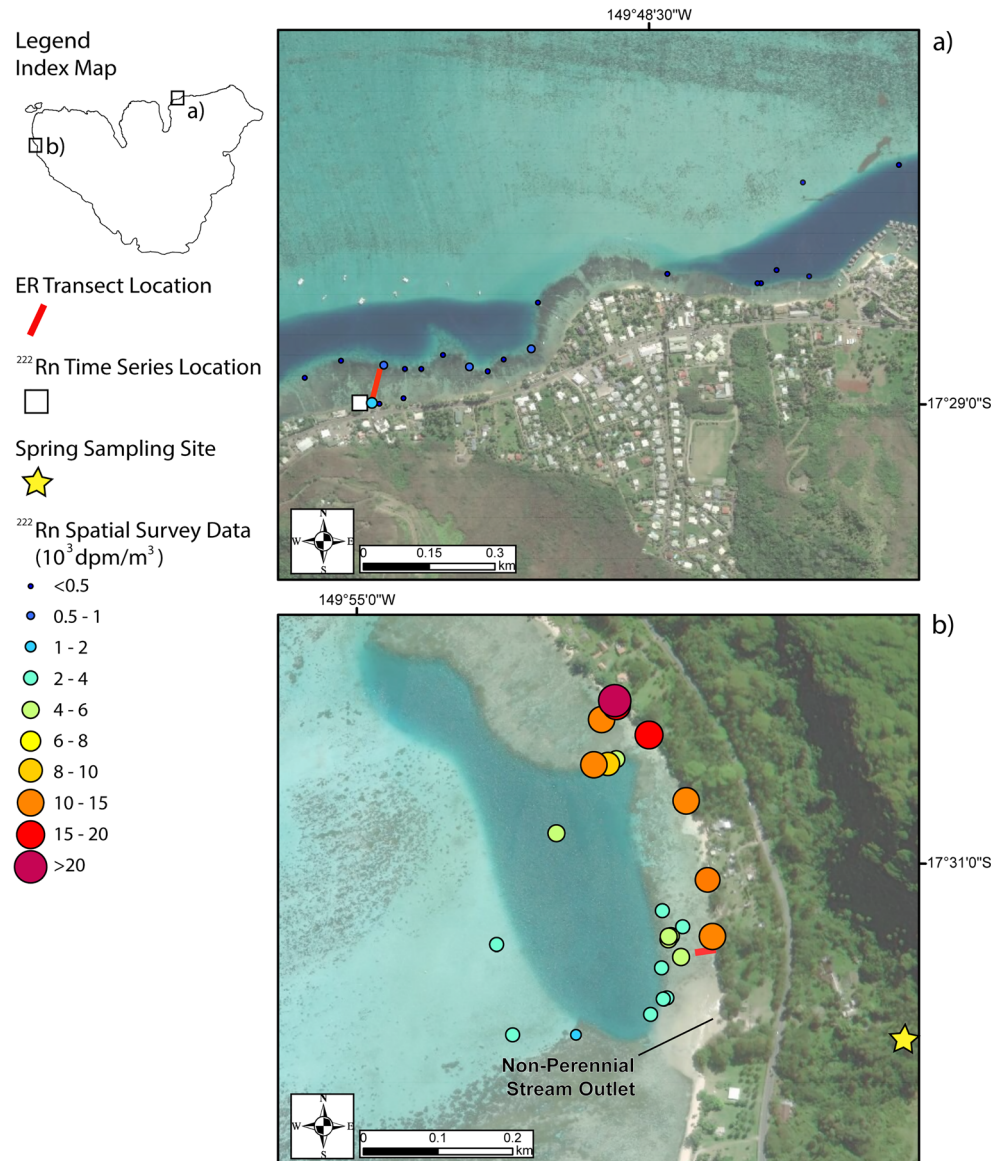 Legend
Index Map
a)
b)
ER Transect Location
²²²Rn Time Series Location
Spring Sampling Site
²²²Rn Spatial Survey Data
(10³dpm/m³)
<0.5
0.5 - 1
1 - 2
2 - 4
4 - 6
6 - 8
8 - 10
10 - 15
15 - 20
>20
149°48'30"W
a)
17°29'0"S
N
W E
S
0 0.15 0.3
km
149°55'0"W
b)
17°31'0"S
Non-Perennial
Stream Outlet
N
W E
S
0 0.1 0.2
km